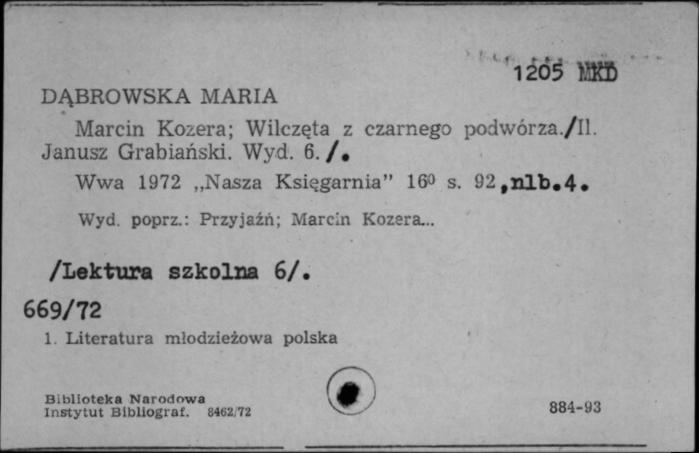 1205 MKD
DĄBROWSKA MARIA
Marcin Kozera; Wilczęta z czarnego podwórza./Il.
Janusz Grabiański. Wyd. 6./.
Wwa 1972 „Nasza Księgarnia” 16⁰ s. 92,nlb.4.
Wyd. poprz.: Przyjaźń; Marcin Kozera...
/Lektura szkolna 6/.
669/72
1. Literatura młodzieżowa polska
Biblioteka Narodowa
Instytut Bibliograf. 8462/72
884-93